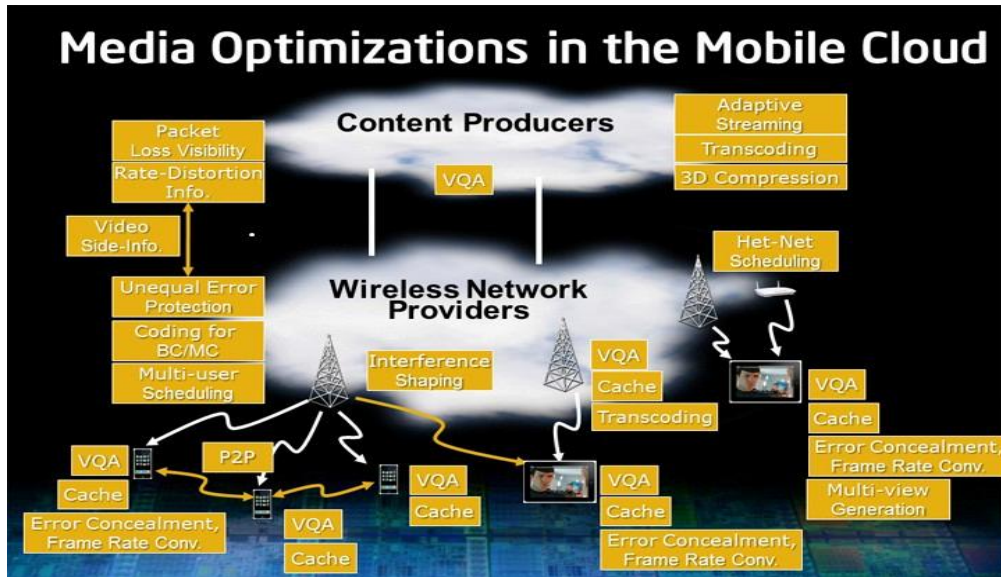 Media Optimizations in the Mobile Cloud
Content Producers
Packet
Loss Visibility
Rate-Distortion
Info.
Video
Side-Info.
Unequal Error
Protection
Coding for
BC/MC
Multi-user
Scheduling
VQA
Adaptive
Streaming
Transcoding
3D Compression
Het-Net
Scheduling
Wireless Network
Providers
Interference
Shaping
VQA
Cache
Transcoding
VQA
Cache
Error Concealment,
Frame Rate Conv.
Multi-view
Generation
VQA
Cache
Error Concealment,
Frame Rate Conv.
P2P
VQA
Cache
VQA
Cache
VQA
Cache
Error Concealment,
Frame Rate Conv.